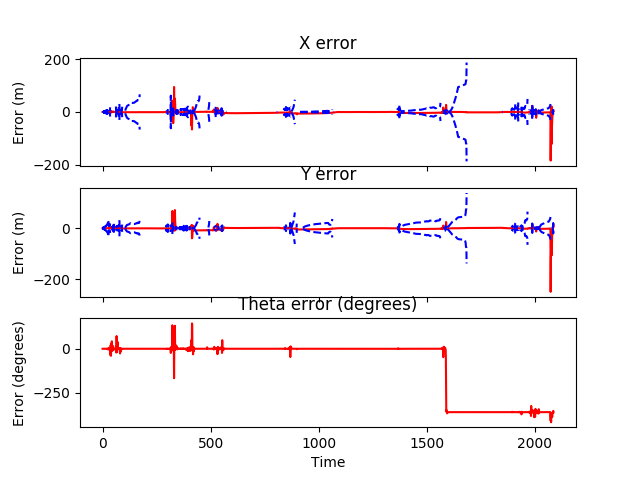 X error
200
0
−200
Error (m)
Y error
0
−200
Error (m)
Theta error (degrees)
0
−250
Error (degrees)
0
500
1000
1500
2000
Time